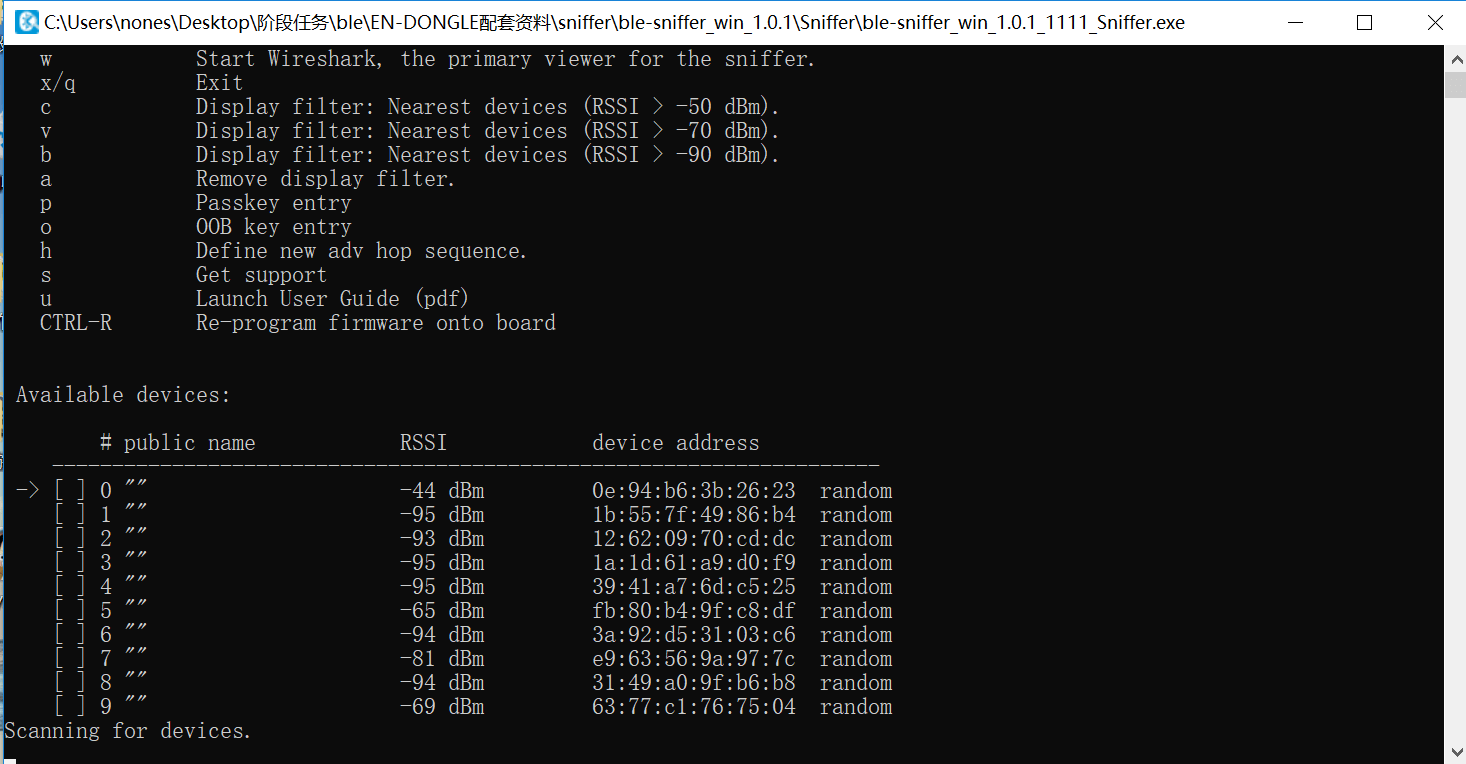 C:\Users\nones\Desktop\阶段任务\ble\EN-DONGLE配套资料\sniffer\ble-sniffer_win_1.0.1\Sniffer\ble-sniffer_win_1.0.1_1111_Sniffer.exe
w Start Wireshark, the primary viewer for the sniffer.
x/q Exit
c Display filter: Nearest devices (RSSI > -50 dBm).
v Display filter: Nearest devices (RSSI > -70 dBm).
b Display filter: Nearest devices (RSSI > -90 dBm).
a Remove display filter.
p Passkey entry
o OOB key entry
h Define new adv hop sequence.
s Get support
u Launch User Guide (pdf)
CTRL-R Re-program firmware onto board
Available devices:
# public name RSSI device address
-> [ ] 0 "" -44 dBm 0e:94:b6:3b:26:23 random
[ ] 1 "" -95 dBm 1b:55:7f:49:86:b4 random
[ ] 2 "" -93 dBm 12:62:09:70:cd:dc random
[ ] 3 "" -95 dBm 1a:1d:61:a9:d0:f9 random
[ ] 4 "" -95 dBm 39:41:a7:6d:c5:25 random
[ ] 5 "" -65 dBm fb:80:b4:9f:c8:df random
[ ] 6 "" -94 dBm 3a:92:d5:31:03:c6 random
[ ] 7 "" -81 dBm e9:63:56:9a:97:7c random
[ ] 8 "" -94 dBm 31:49:a0:9f:b6:b8 random
[ ] 9 "" -69 dBm 63:77:c1:76:75:04 random
Scanning for devices.